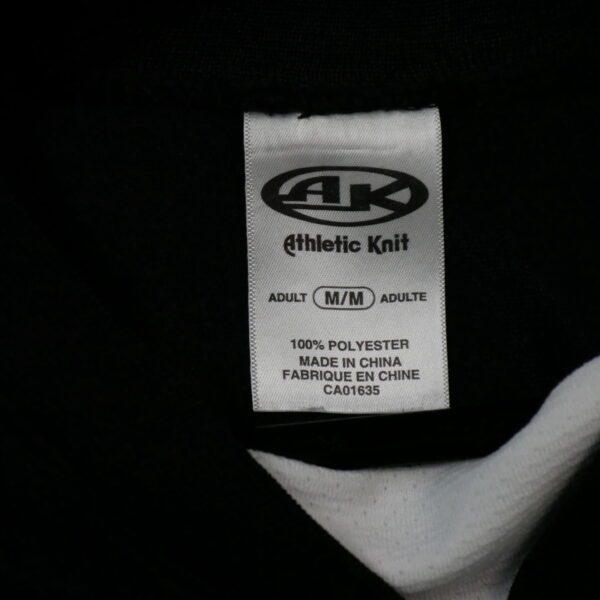 AK
Athletic Knit
ADULT M/M ADULTE
100% POLYESTER
MADE IN CHINA
FABRIQUE EN CHINE
CA01635